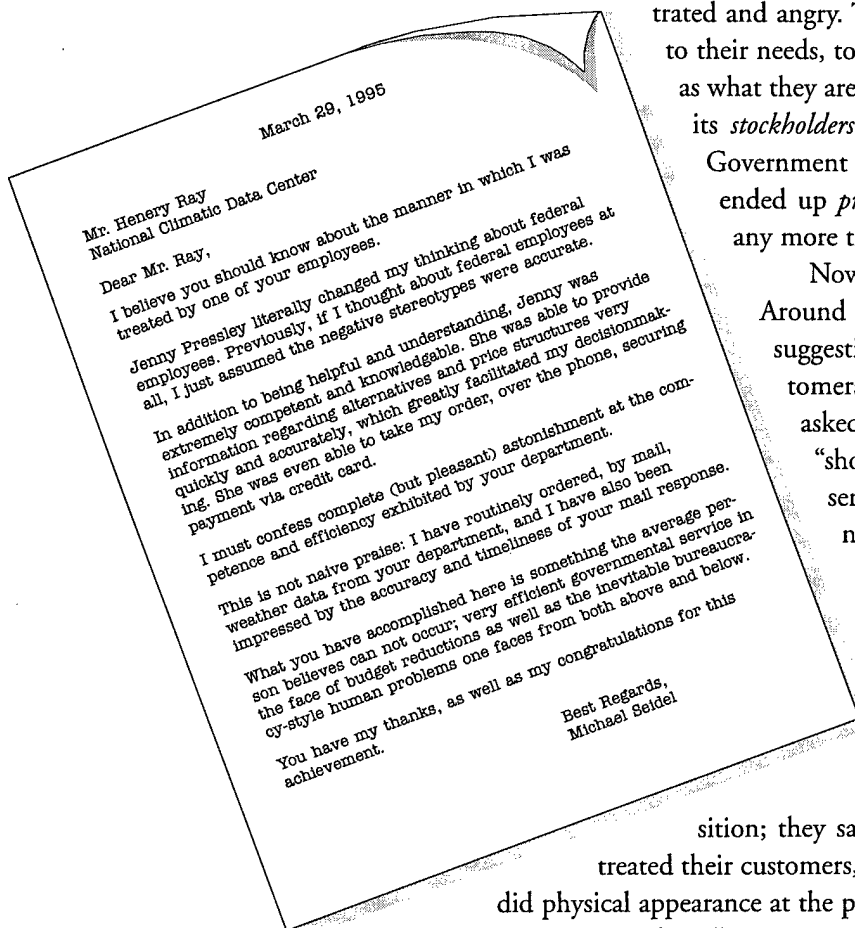 March 29, 1995
Mr. Henery Ray
National Climatic Data Center
Dear Mr. Ray,
I believe you should know about the manner in which I was
treated by one of your employees.
Jenny Pressley literally changed my thinking about federal
employees. Previously, if I thought about federal employees at
all, I just assumed the negative stereotypes were accurate.
In addition to being helpful and understanding, Jenny was
extremely competent and knowledgable. She was able to provide
information regarding alternatives and price structures very
quickly and accurately, which greatly facilitated my decisionmak-
ing. She was even able to take my order, over the phone, securing
payment via credit card.
I must confess complete (but pleasant) astonishment at the com-
petence and efficiency exhibited by your department.
This is not naive praise: I have routinely ordered, by mail,
weather data from your department, and I have also been
impressed by the accuracy and timeliness of your mail response.
What you have accomplished here is something the average per-
son believes can not occur; very efficient governmental service in
the face of budget reductions as well as the inevitable bureaucra-
cy-style human problems one faces from both above and below.
You have my thanks, as well as my congratulations for this
achievement.
Best Regards,
Michael Seidel
trated and angry.
to their needs, to
as what they are
its stockholders
Government
ended up
any more
Now
Around
suggesti
tomers
asked
“sho
ser
n
sition; they sa
treated their customers,
did physical appearance at the p